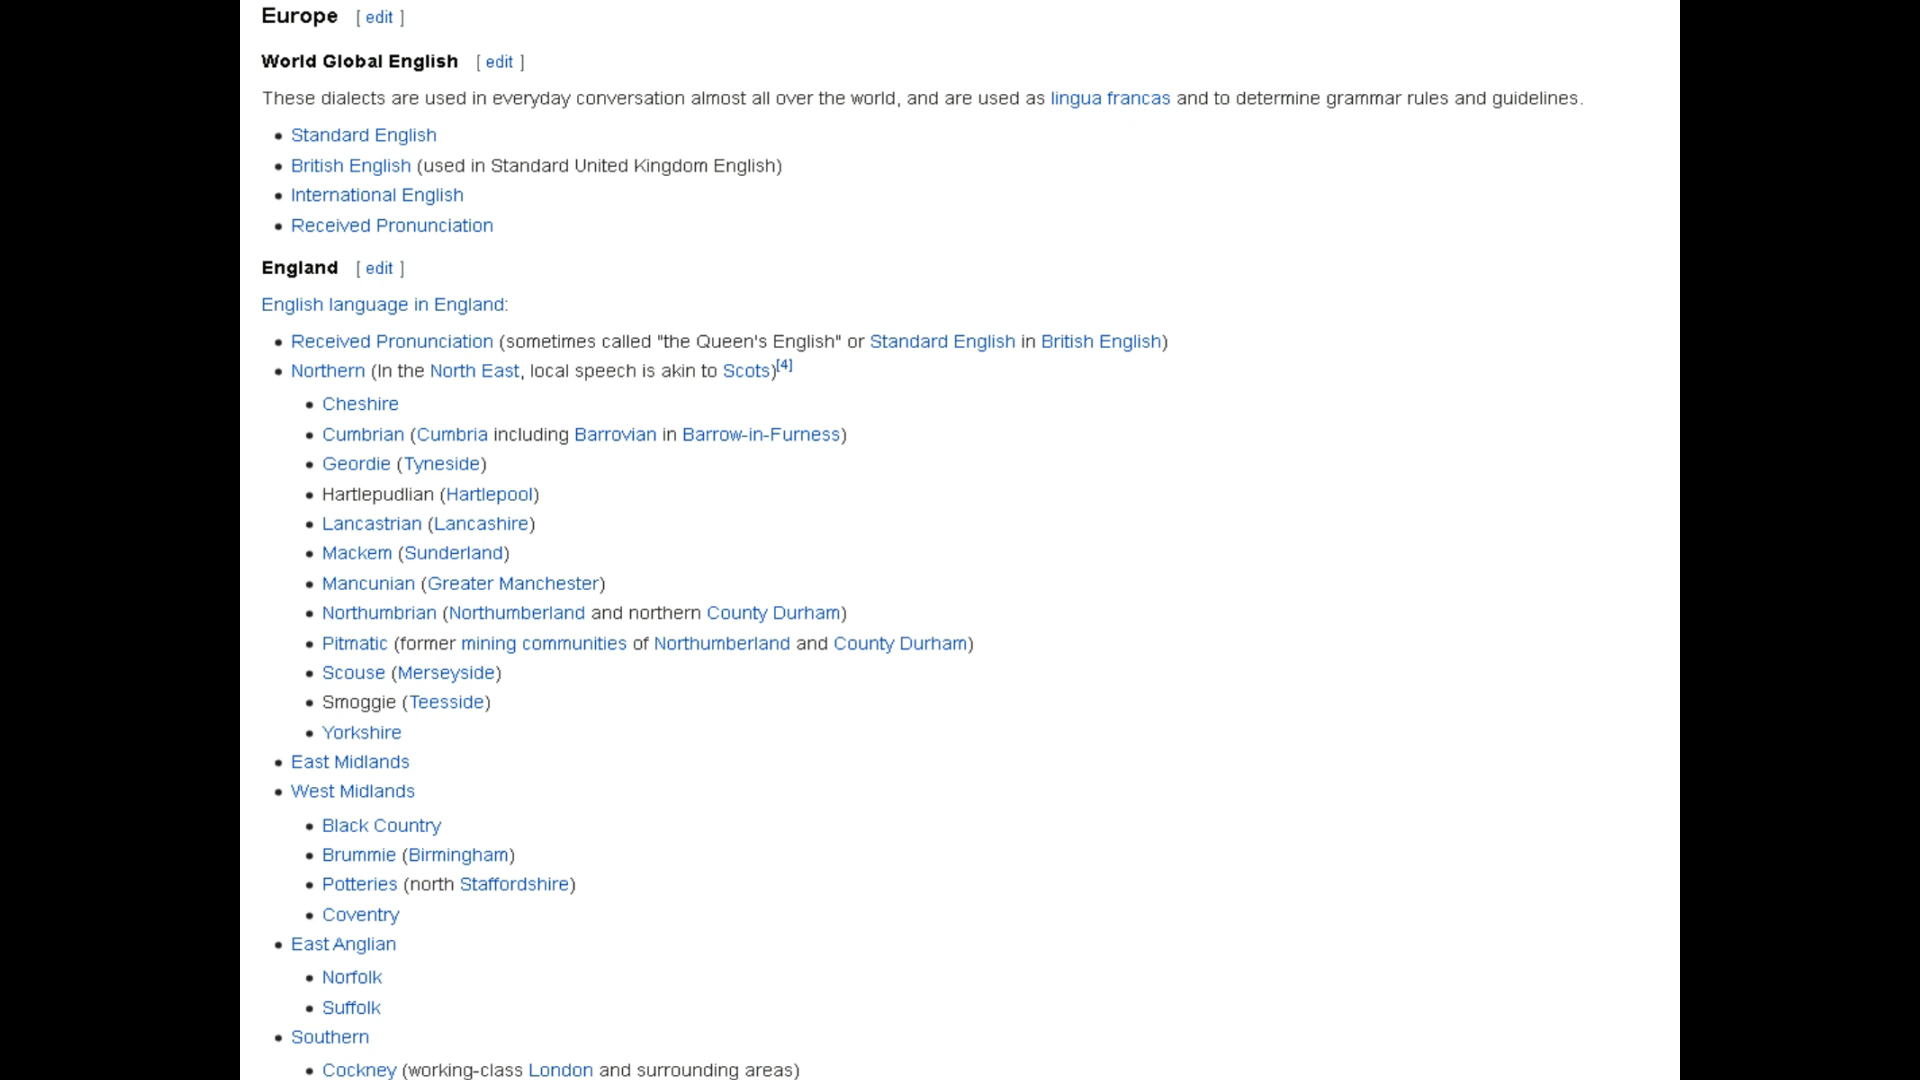 Europe [ edit ]
World Global English [ edit ]
These dialects are used in everyday conversation almost all over the world, and are used as lingua francas and to determine grammar rules and guidelines.
• Standard English
• British English (used in Standard United Kingdom English)
• International English
• Received Pronunciation
England [ edit ]
English language in England:
• Received Pronunciation (sometimes called "the Queen's English" or Standard English in British English)
• Northern (In the North East, local speech is akin to Scots)[4]
• Cheshire
• Cumbrian (Cumbria including Barrovian in Barrow-in-Furness)
• Geordie (Tyneside)
• Hartlepudlian (Hartlepool)
• Lancastrian (Lancashire)
• Mackem (Sunderland)
• Mancunian (Greater Manchester)
• Northumbrian (Northumberland and northern County Durham)
• Pitmatic (former mining communities of Northumberland and County Durham)
• Scouse (Merseyside)
• Smoggie (Teesside)
• Yorkshire
• East Midlands
• West Midlands
• Black Country
• Brummie (Birmingham)
• Potteries (north Staffordshire)
• Coventry
• East Anglian
• Norfolk
• Suffolk
• Southern
• Cockney (working-class London and surrounding areas)